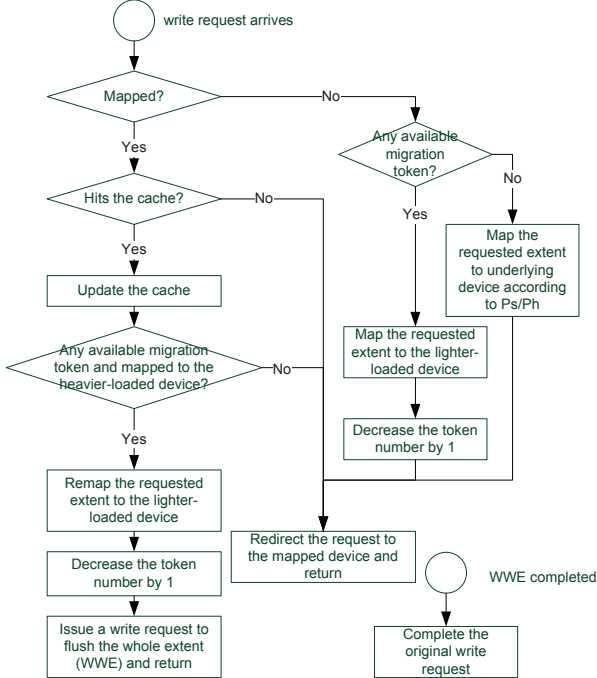 write request arrives
Mapped?
No
Yes
Any available
migration
token?
No
Yes
Hits the cache?
No
Yes
Map the
requested extent
to underlying
device according
to Ps/Ph
Update the cache
Map the requested
extent to the lighter-
loaded device
Any available migration
token and mapped to the
heavier-loaded device?
No
Yes
Decrease the token
number by 1
Remap the requested
extent to the lighter-
loaded device
Redirect the request to
the mapped device and
return
Decrease the token
number by 1
WWE completed
Issue a write request to
flush the whole extent
(WWE) and return
Complete the
original write
request